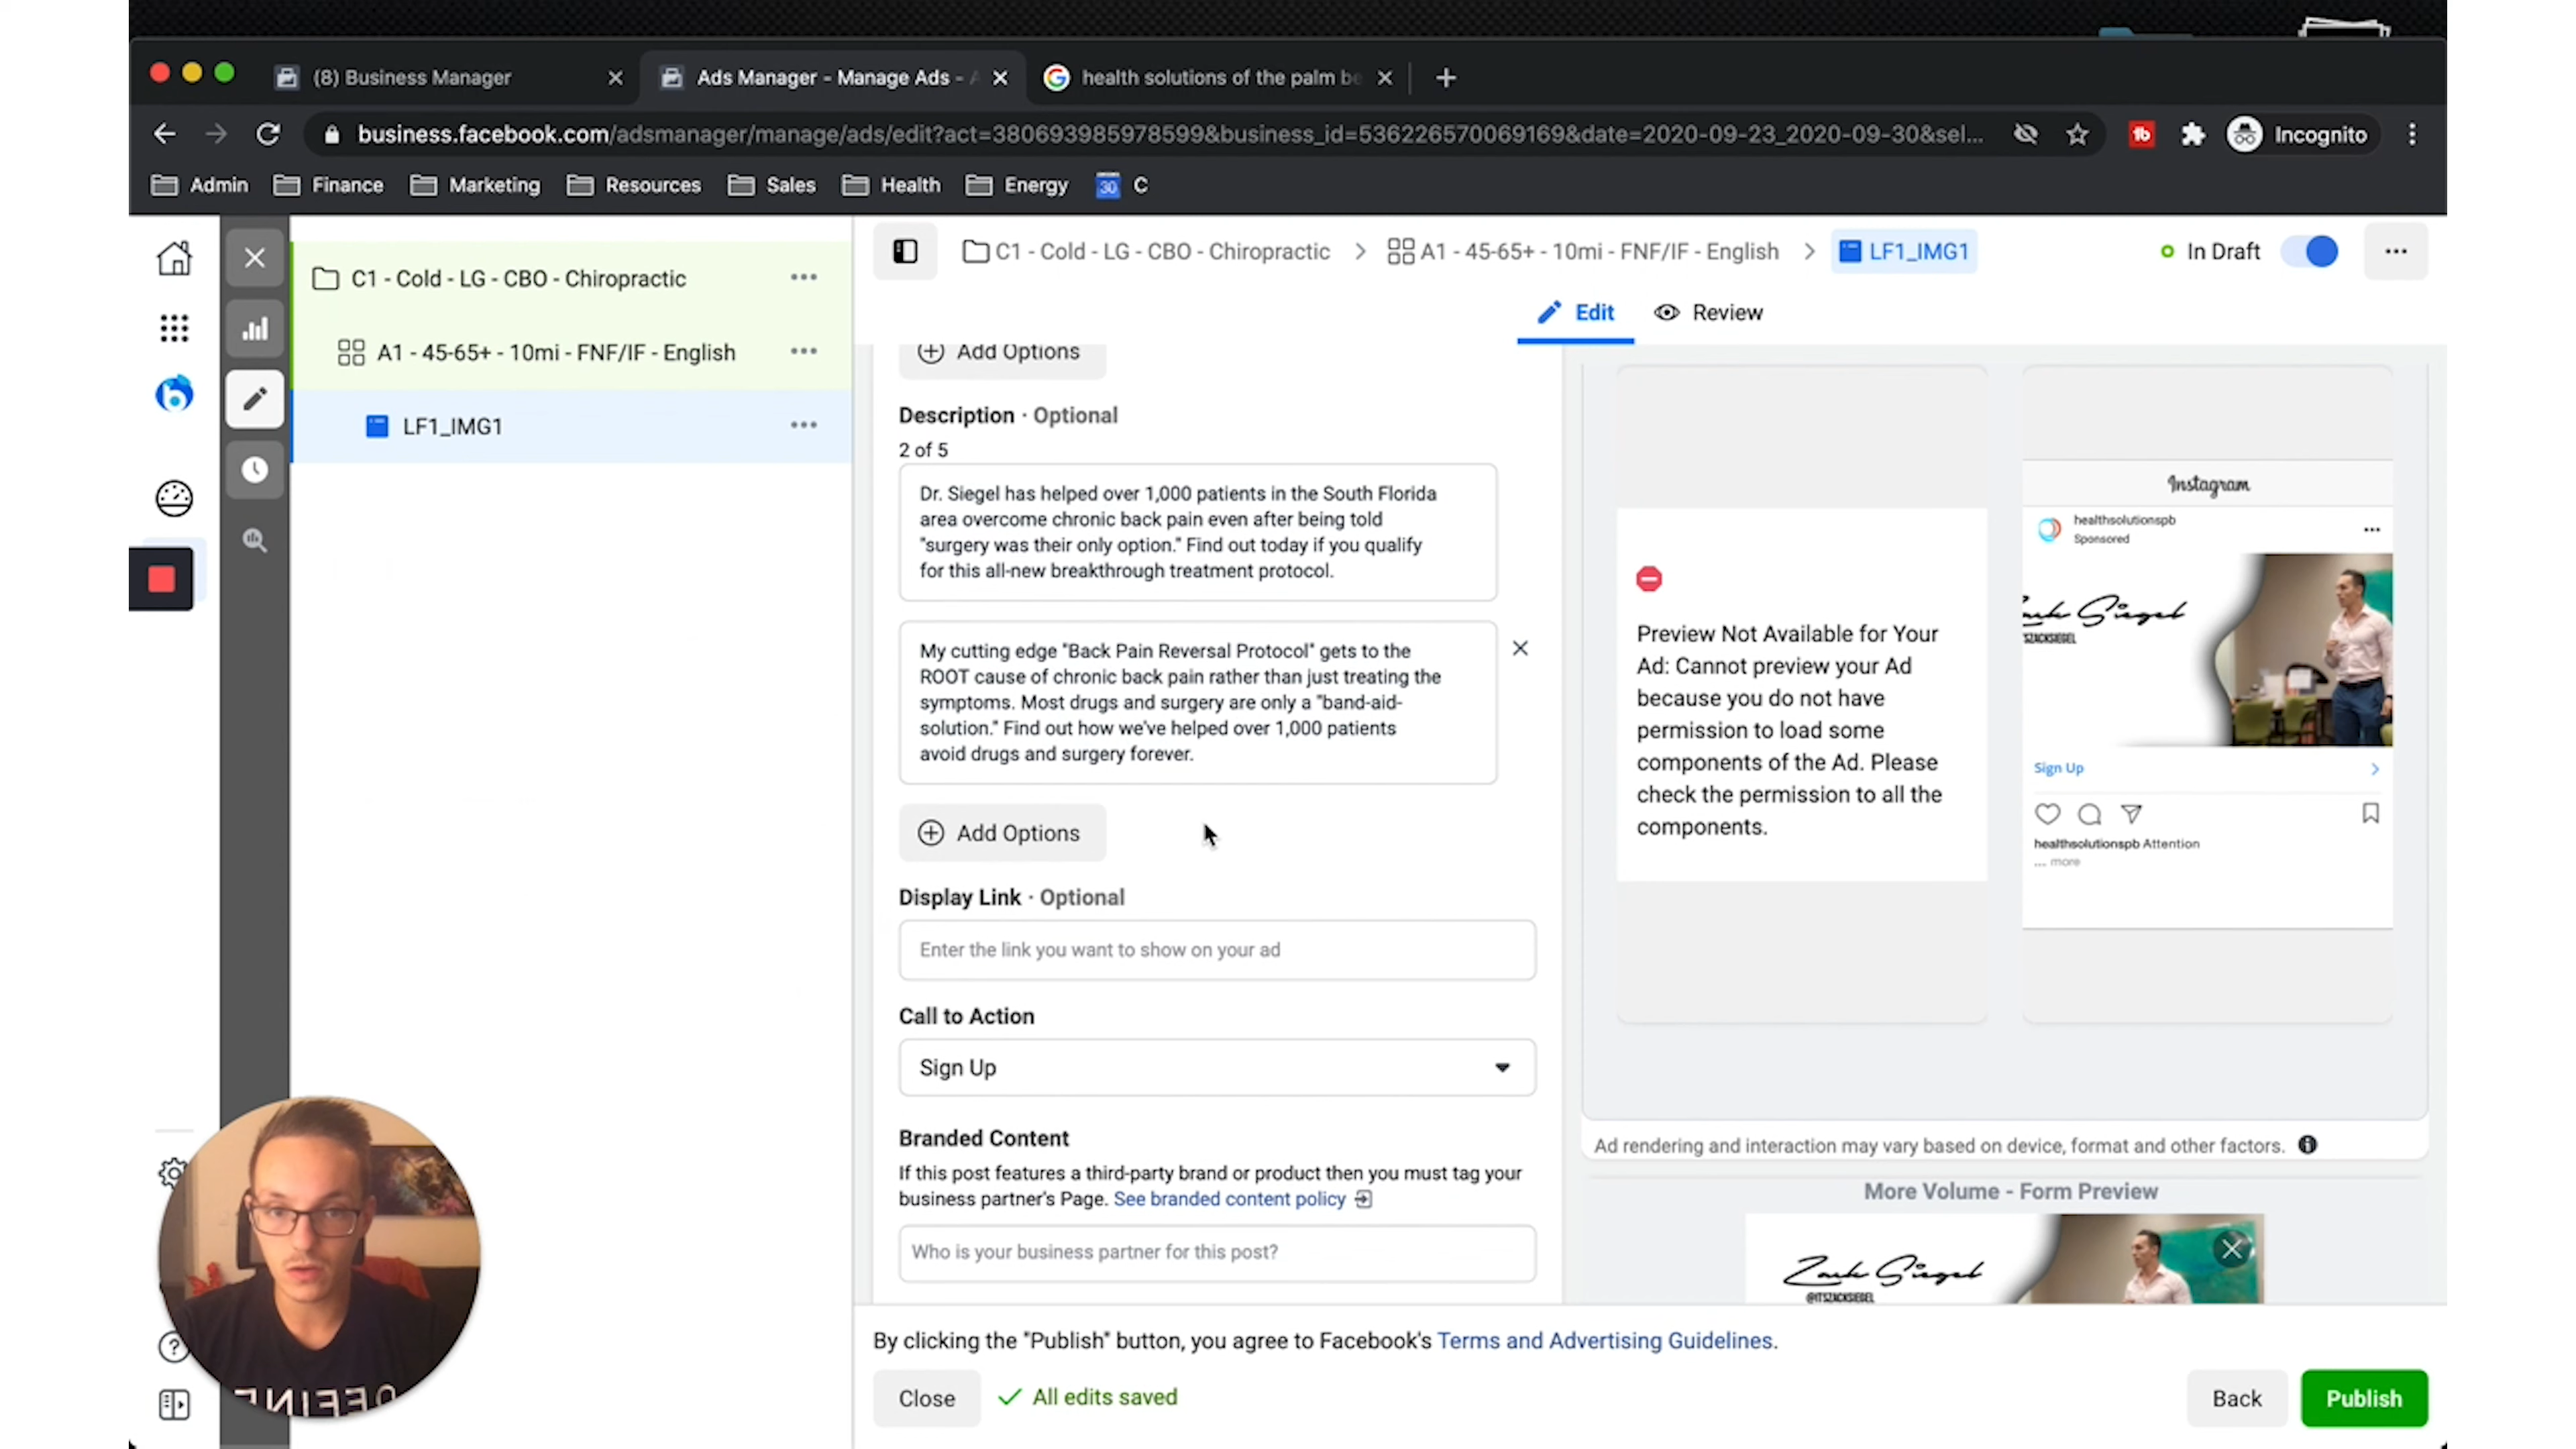 (8) Business Manager
Ads Manager - Manage Ads - A
health solutions of the palm be
business.facebook.com/adsmanager/manage/ads/edit?act=380693985978599&business_id=536226570069169&date=2020-09-23_2020-09-30&sel...
Incognito
Admin
Finance
Marketing
Resources
Sales
Health
Energy
30
C
C1 - Cold - LG - CBO - Chiropractic
A1 - 45-65+ - 10mi - FNF/IF - English
LF1_IMG1
C1 - Cold - LG - CBO - Chiropractic
A1 - 45-65+ - 10mi - FNF/IF - English
LF1_IMG1
In Draft
Edit
Review
Add Options
Description · Optional
2 of 5
Dr. Siegel has helped over 1,000 patients in the South Florida
area overcome chronic back pain even after being told
"surgery was their only option." Find out today if you qualify
for this all-new breakthrough treatment protocol.
My cutting edge "Back Pain Reversal Protocol" gets to the
ROOT cause of chronic back pain rather than just treating the
symptoms. Most drugs and surgery are only a "band-aid-
solution." Find out how we've helped over 1,000 patients
avoid drugs and surgery forever.
Add Options
Display Link · Optional
Enter the link you want to show on your ad
Call to Action
Sign Up
Branded Content
If this post features a third-party brand or product then you must tag your
business partner's Page. See branded content policy
Who is your business partner for this post?
Preview Not Available for Your
Ad: Cannot preview your Ad
because you do not have
permission to load some
components of the Ad. Please
check the permission to all the
components.
Instagram
healthsolutionspb
Sponsored
Siegel
Sign Up
healthsolutionspb Attention
... more
Ad rendering and interaction may vary based on device, format and other factors.
More Volume - Form Preview
Zack Siegel
@ITSZACKSIEGEL
By clicking the "Publish" button, you agree to Facebook's Terms and Advertising Guidelines.
Close
All edits saved
Back
Publish